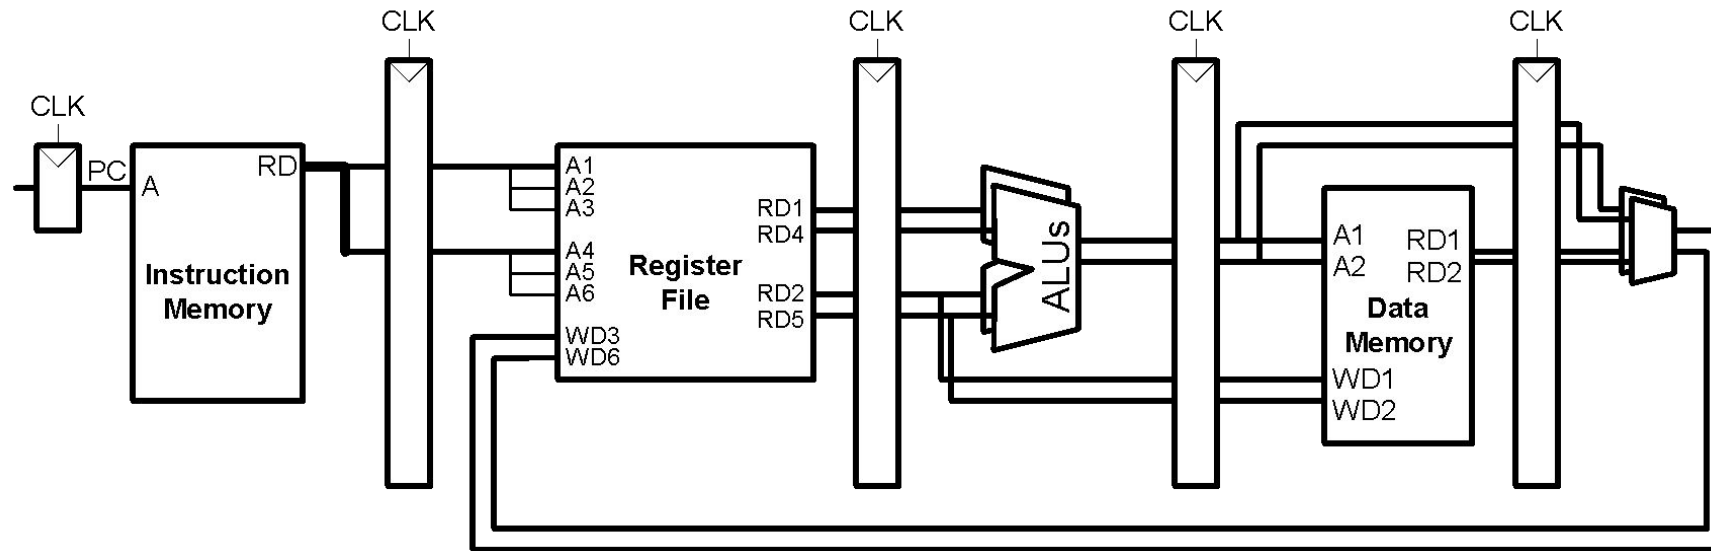 CLK
CLK
CLK
CLK
CLK
PC
A
RD
Instruction
Memory
A1
A2
A3
A4
A5
A6
WD3
WD6
Register
File
RD1
RD4
RD2
RD5
ALUs
A1
A2
RD1
RD2
Data
Memory
WD1
WD2